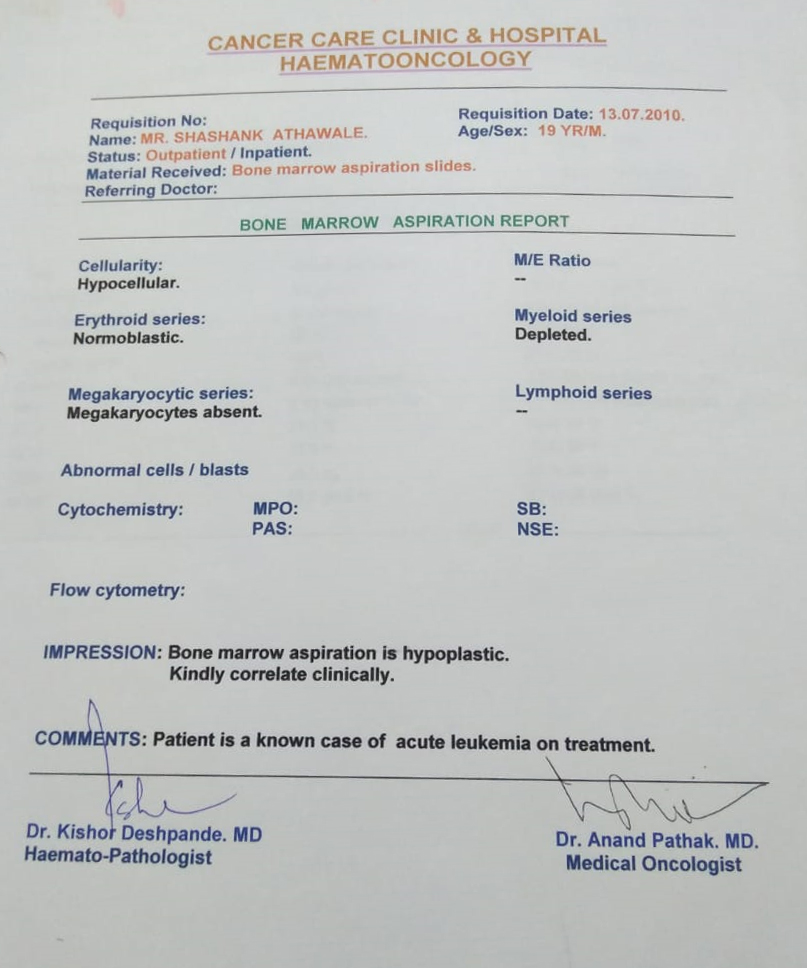 CANCER CARE CLINIC & HOSPITAL
HAEMATOONCOLOGY
Requisition No:
Requisition Date: 13.07.2010.
Name: MR. SHASHANK ATHAWALE.
Age/Sex: 19 YR/M.
Status: Outpatient / Inpatient.
Material Received: Bone marrow aspiration slides.
Referring Doctor:
BONE MARROW ASPIRATION REPORT
Cellularity:
Hypocellular.
M/E Ratio
--
Erythroid series:
Normoblastic.
Myeloid series
Depleted.
Megakaryocytic series:
Megakaryocytes absent.
Lymphoid series
--
Abnormal cells / blasts
Cytochemistry: MPO: SB:
PAS: NSE:
Flow cytometry:
IMPRESSION: Bone marrow aspiration is hypoplastic.
Kindly correlate clinically.
COMMENTS: Patient is a known case of acute leukemia on treatment.
Dr. Kishor Deshpande. MD
Haemato-Pathologist
Dr. Anand Pathak. MD.
Medical Oncologist